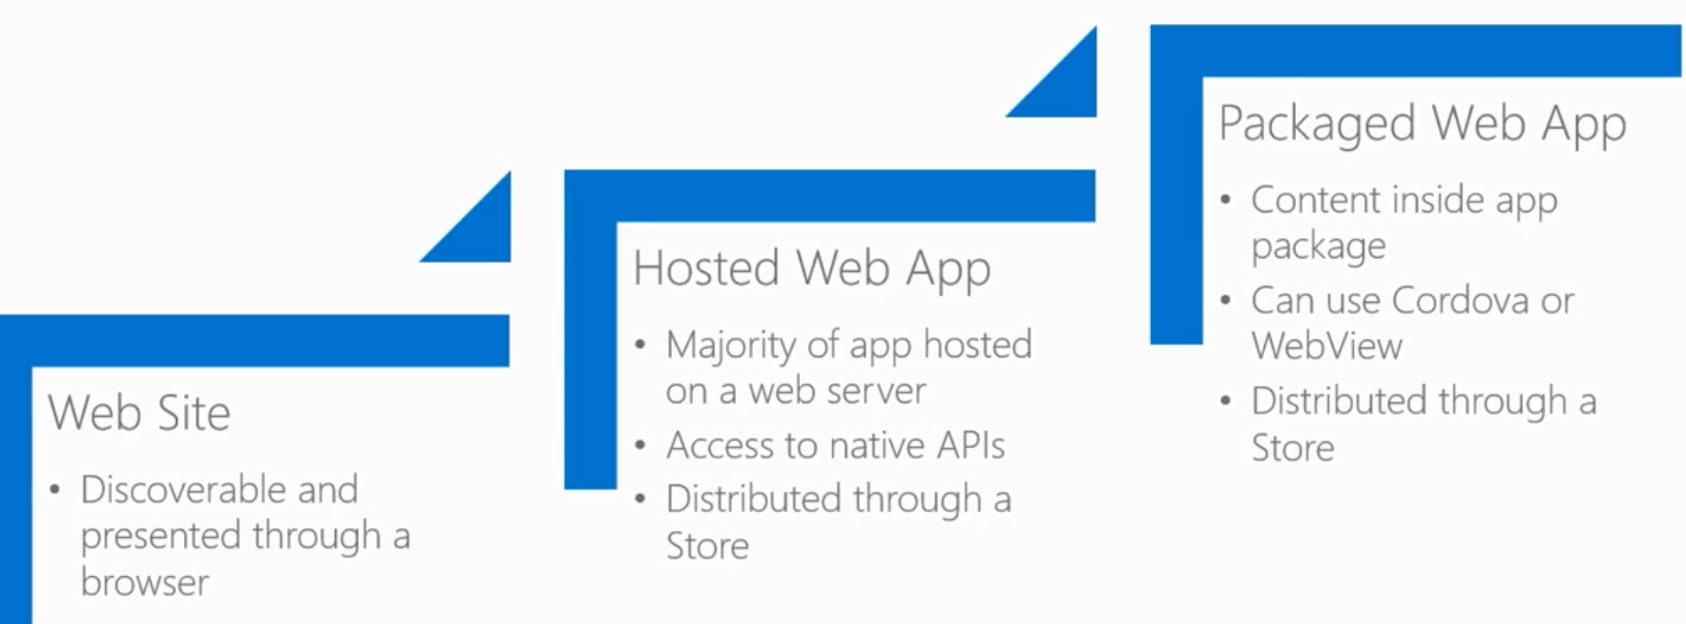 Web Site
• Discoverable and
presented through a
browser
Hosted Web App
• Majority of app hosted
on a web server
• Access to native APIs
• Distributed through a
Store
Packaged Web App
• Content inside app
package
• Can use Cordova or
WebView
• Distributed through a
Store